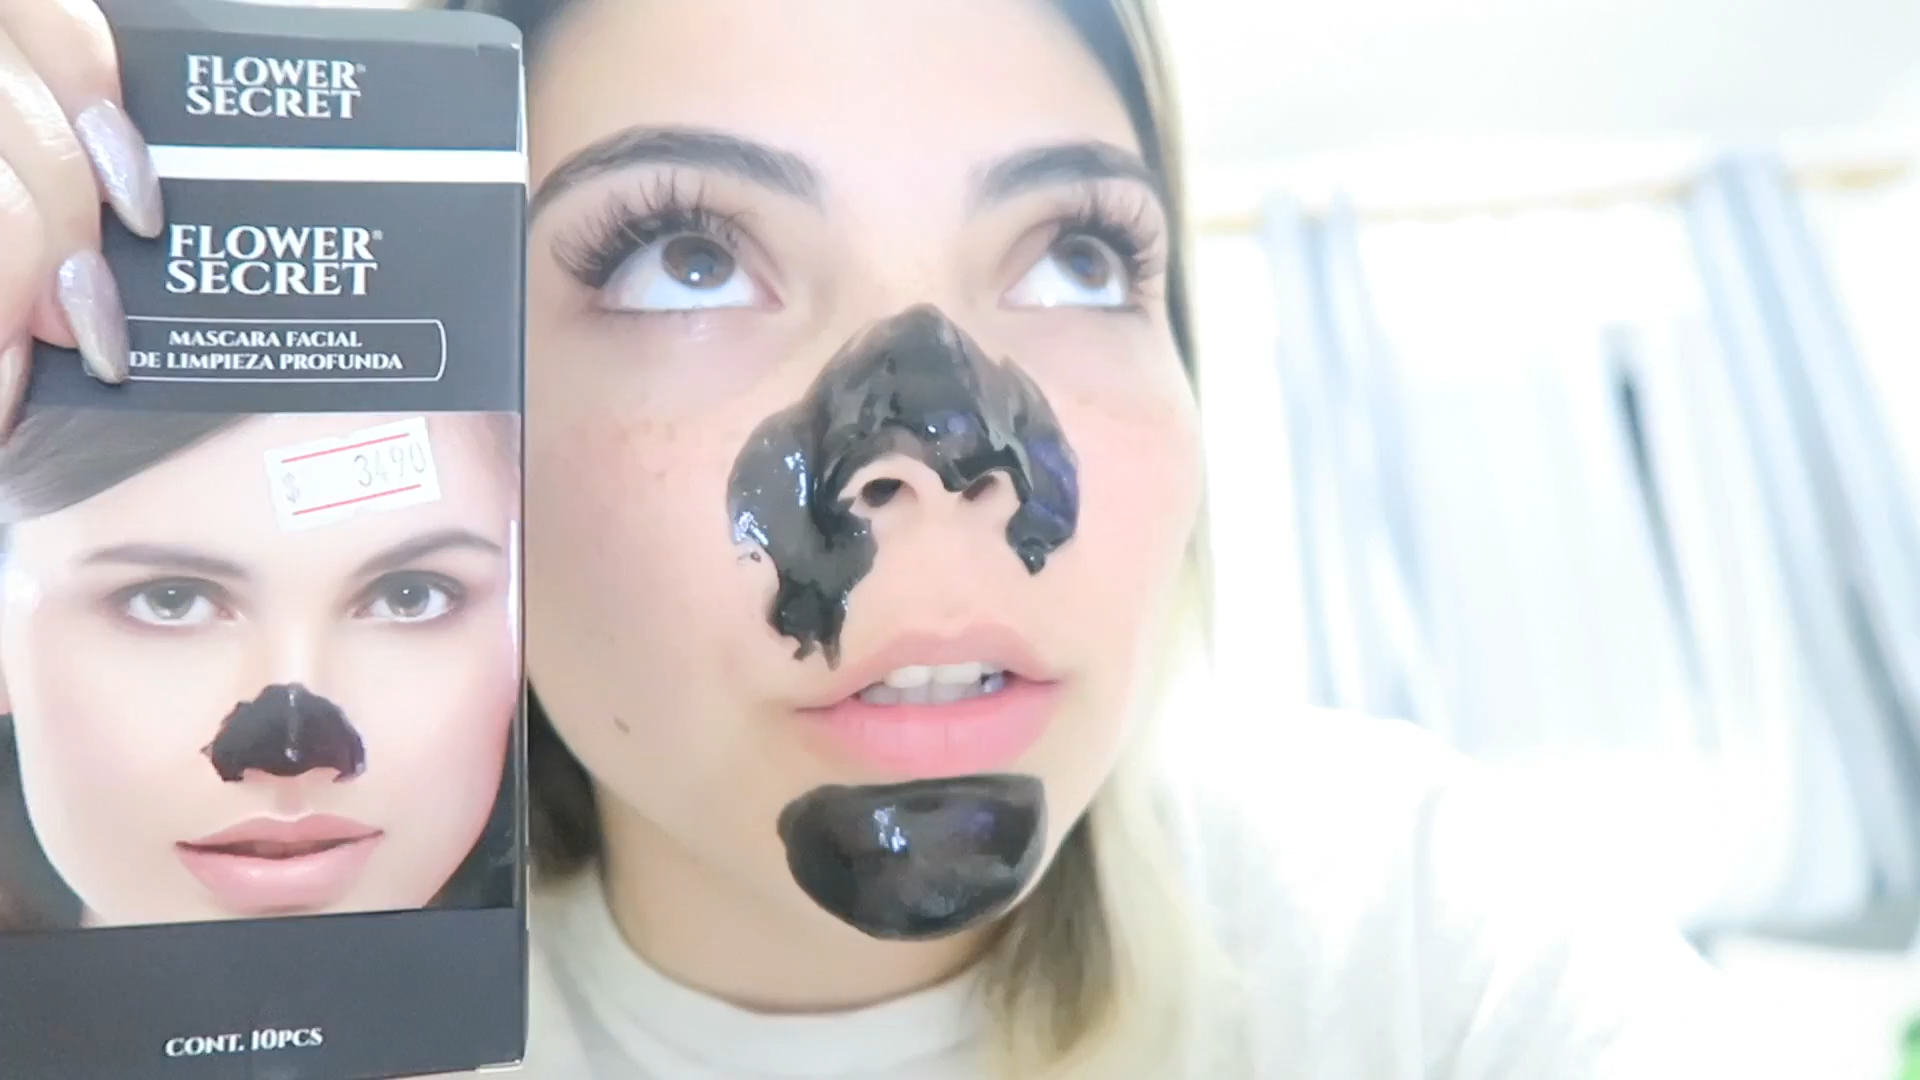 FLOWER
SECRET
FLOWER®
SECRET
MASCARA FACIAL
DE LIMPIEZA PROFUNDA
$ 3490
CONT. 10PCS